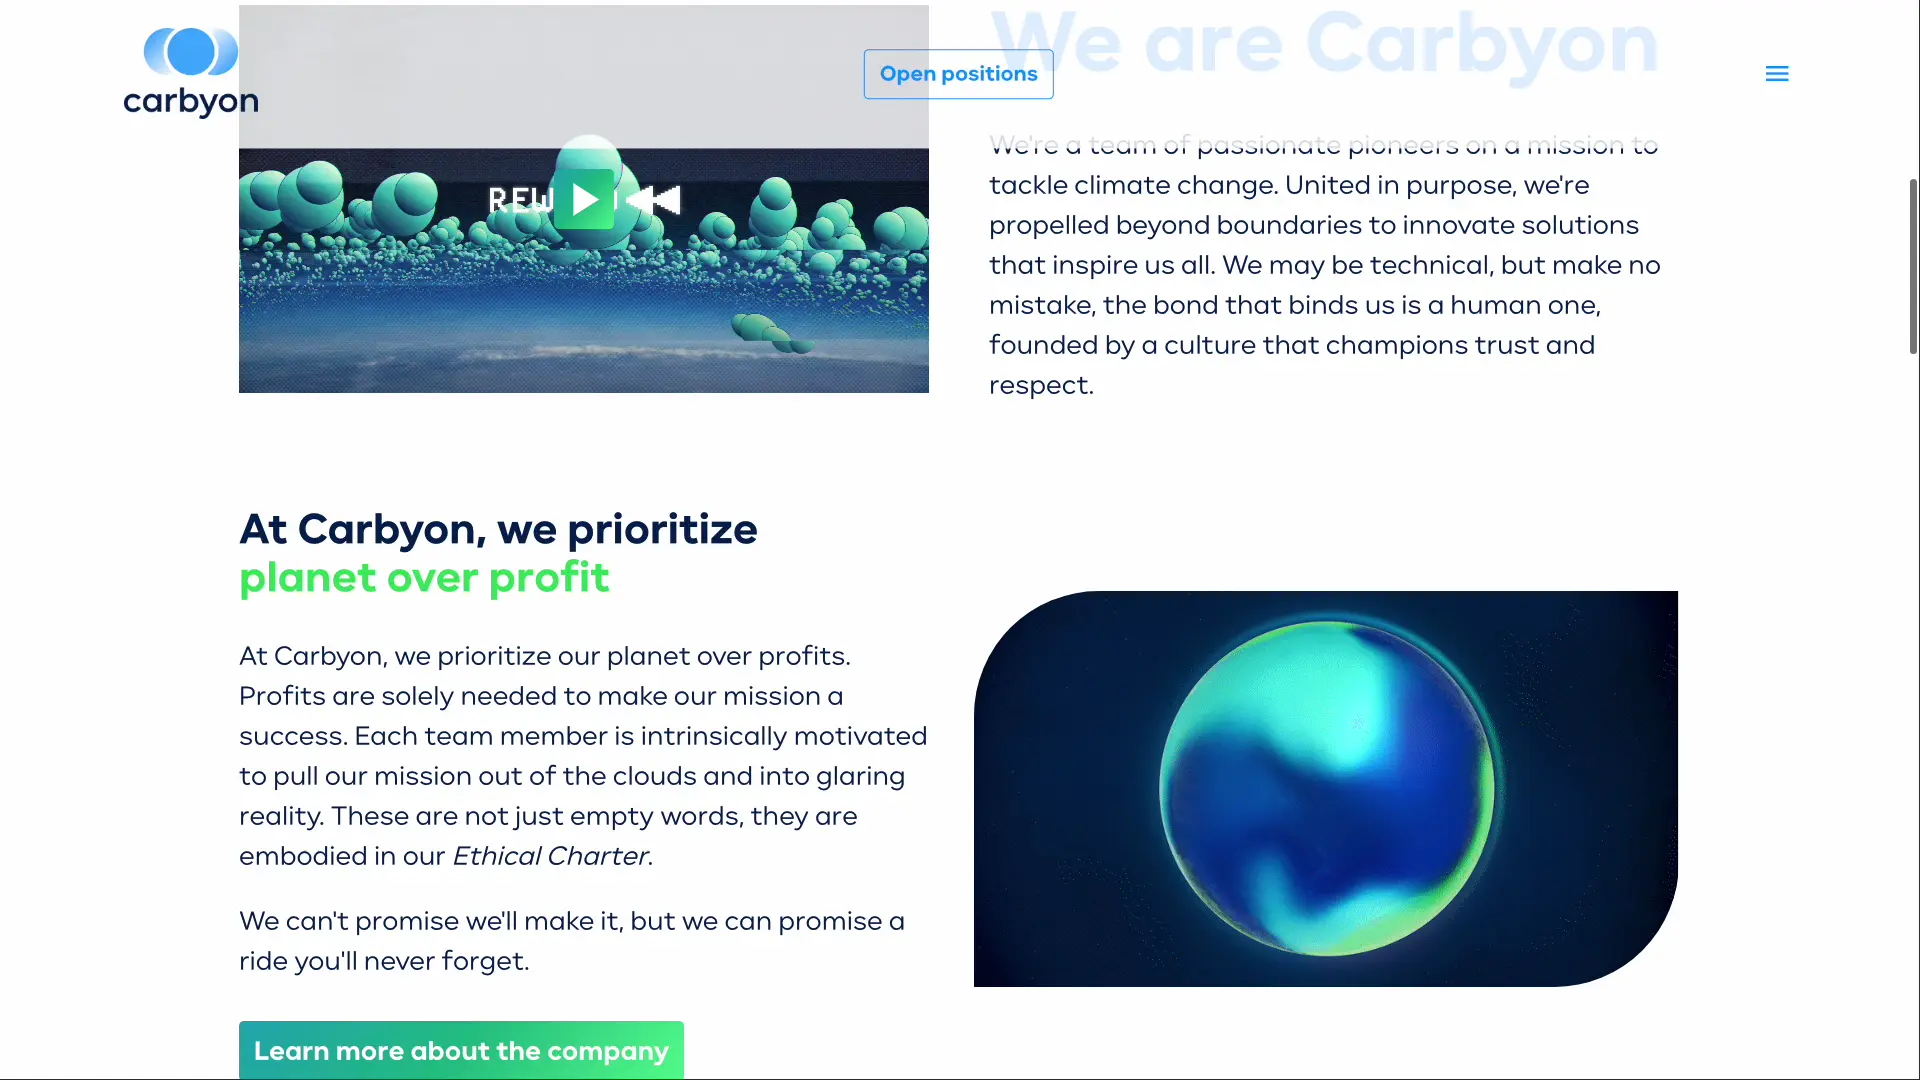 carbyon
Open positions
We are Carbyon
REW
We're a team of passionate pioneers on a mission to
tackle climate change. United in purpose, we're
propelled beyond boundaries to innovate solutions
that inspire us all. We may be technical, but make no
mistake, the bond that binds us is a human one,
founded by a culture that champions trust and
respect.
At Carbyon, we prioritize
planet over profit
At Carbyon, we prioritize our planet over profits.
Profits are solely needed to make our mission a
success. Each team member is intrinsically motivated
to pull our mission out of the clouds and into glaring
reality. These are not just empty words, they are
embodied in our Ethical Charter.
We can't promise we'll make it, but we can promise a
ride you'll never forget.
Learn more about the company